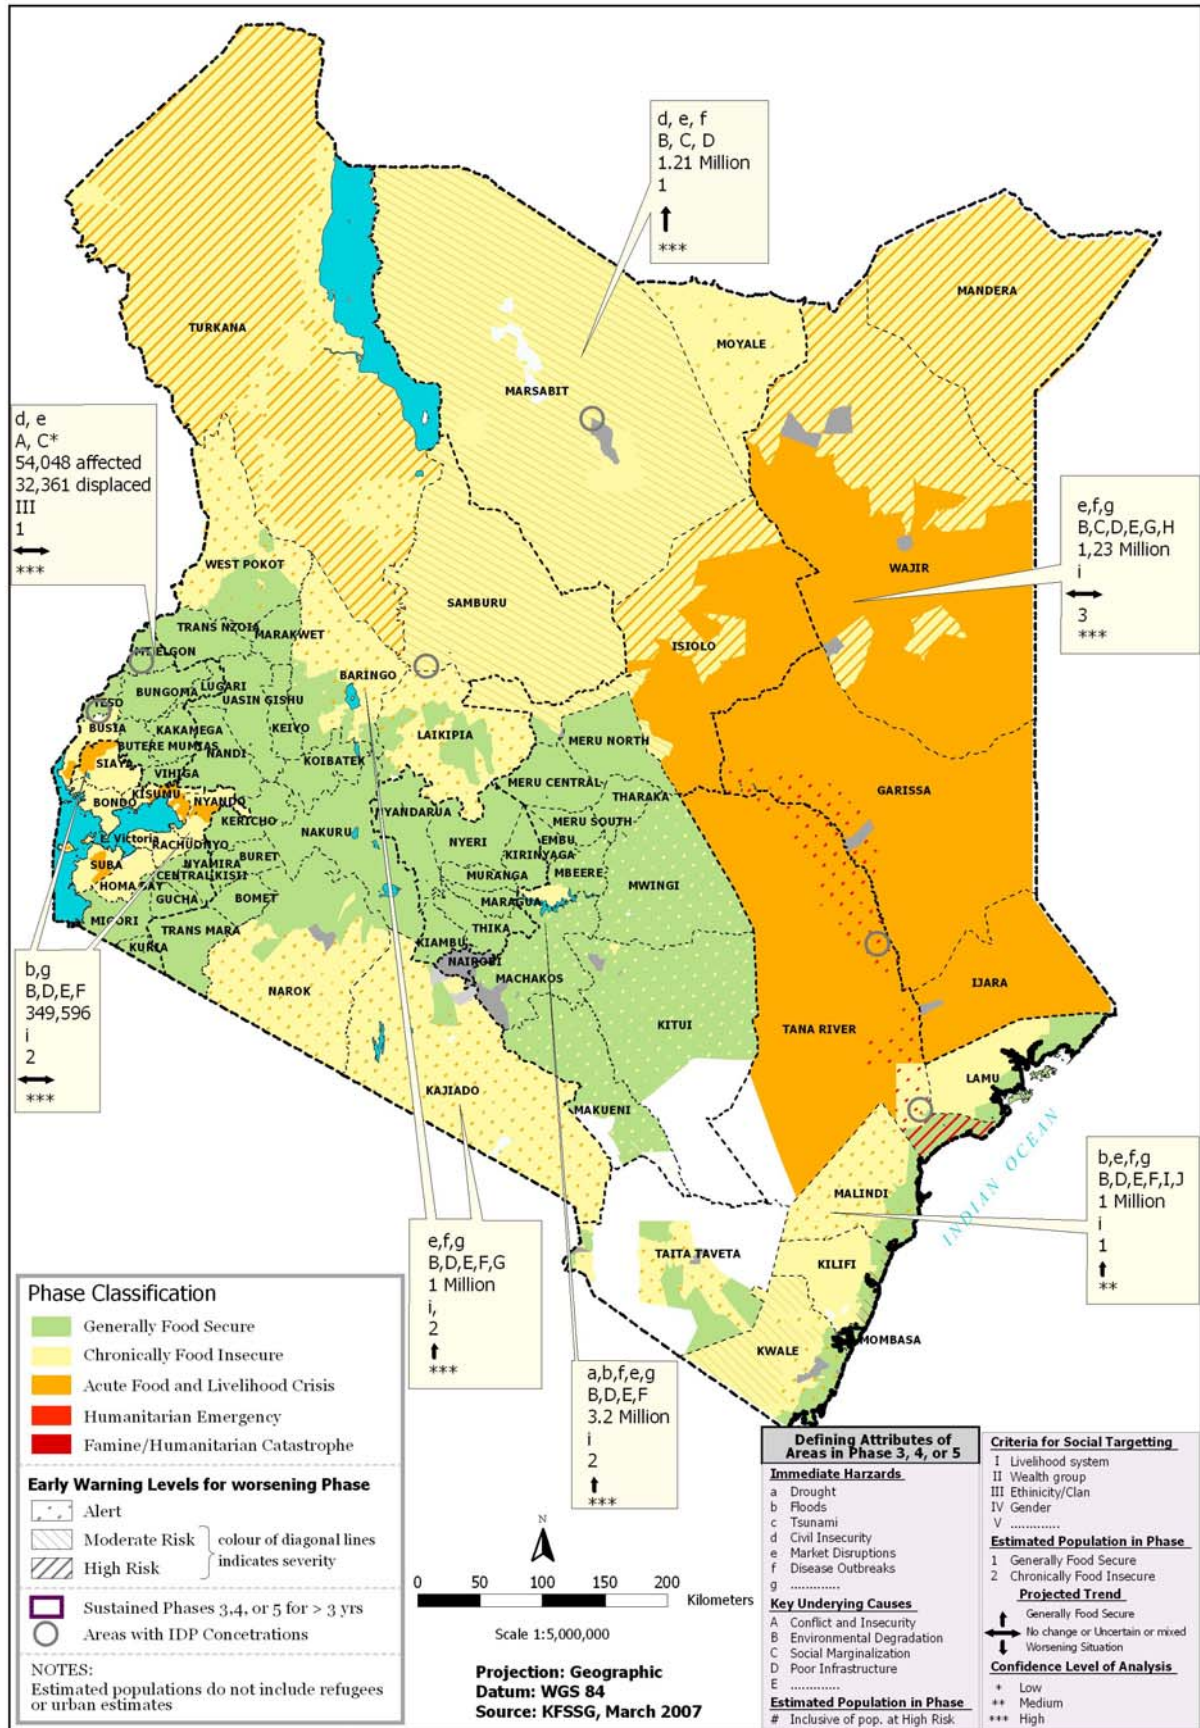 d, e, f
B, C, D
1.21 Million
1
***
MANDERA
MOYALE
TURKANA
MARSABIT
d, e
A, C*
54,048 affected
32,361 displaced
III
1
***
e,f,g
B,C,D,E,G,H
1,23 Million
i
3
***
WAJIR
WEST POKOT
SAMBURU
ISIOLO
TRANS NZOIA
MARAKWET
MT ELGON
BARINGO
LUGARI
BUNGOMA
UASIN GISHU
TESO
BUSIA
KAKAMEGA
KEIYO
LAIKIPIA
MERU NORTH
BUTERE MUMIAS
NANDI
KOIBATEK
SIAYA
VIHIGA
MERU CENTRAL
GARISSA
KISUMU
NYANDO
BONDO
THARAKA
NYANDARUA
KERICHO
MERU SOUTH
NAKURU
L. Victoria
RACHUONYO
NYERI
EMBU
KIRINYAGA
BURET
SUBA
NYAMIRA
CENTRAL KISII
MURANGA
MBEERE
MWINGI
HOMA BAY
GUCHA
BOMET
MARAGUA
MIGORI
TRANS MARA
THIKA
KURIA
KIAMBU
NAIROBI
MACHAKOS
IJARA
NAROK
KITUI
TANA RIVER
b,g
B,D,E,F
349,596
i
2
***
LAMU
KAJIADO
MAKUENI
INDIAN OCEAN
b,e,f,g
B,D,E,F,I,J
1 Million
i
1
**
MALINDI
e,f,g
B,D,E,F,G
1 Million
i,
2
***
TAITA TAVETA
KILIFI
KWALE
MOMBASA
a,b,f,e,g
B,D,E,F
3.2 Million
i
2
***
Phase Classification
Generally Food Secure
Chronically Food Insecure
Acute Food and Livelihood Crisis
Humanitarian Emergency
Famine/Humanitarian Catastrophe
Early Warning Levels for worsening Phase
Alert
Moderate Risk
High Risk
colour of diagonal lines
indicates severity
Sustained Phases 3,4, or 5 for > 3 yrs
Areas with IDP Concetrations
NOTES:
Estimated populations do not include refugees
or urban estimates
N
0 50 100 150 200
Kilometers
Scale 1:5,000,000
Projection: Geographic
Datum: WGS 84
Source: KFSSG, March 2007
Defining Attributes of
Areas in Phase 3, 4, or 5
Immediate Harzards
a Drought
b Floods
c Tsunami
d Civil Insecurity
e Market Disruptions
f Disease Outbreaks
g .............
Key Underlying Causes
A Conflict and Insecurity
B Environmental Degradation
C Social Marginalization
D Poor Infrastructure
E .............
Estimated Population in Phase
# Inclusive of pop. at High Risk
Criteria for Social Targetting
I Livelihood system
II Wealth group
III Ethinicity/Clan
IV Gender
V .............
Estimated Population in Phase
1 Generally Food Secure
2 Chronically Food Insecure
Projected Trend
Generally Food Secure
No change or Uncertain or mixed
Worsening Situation
Confidence Level of Analysis
* Low
** Medium
*** High